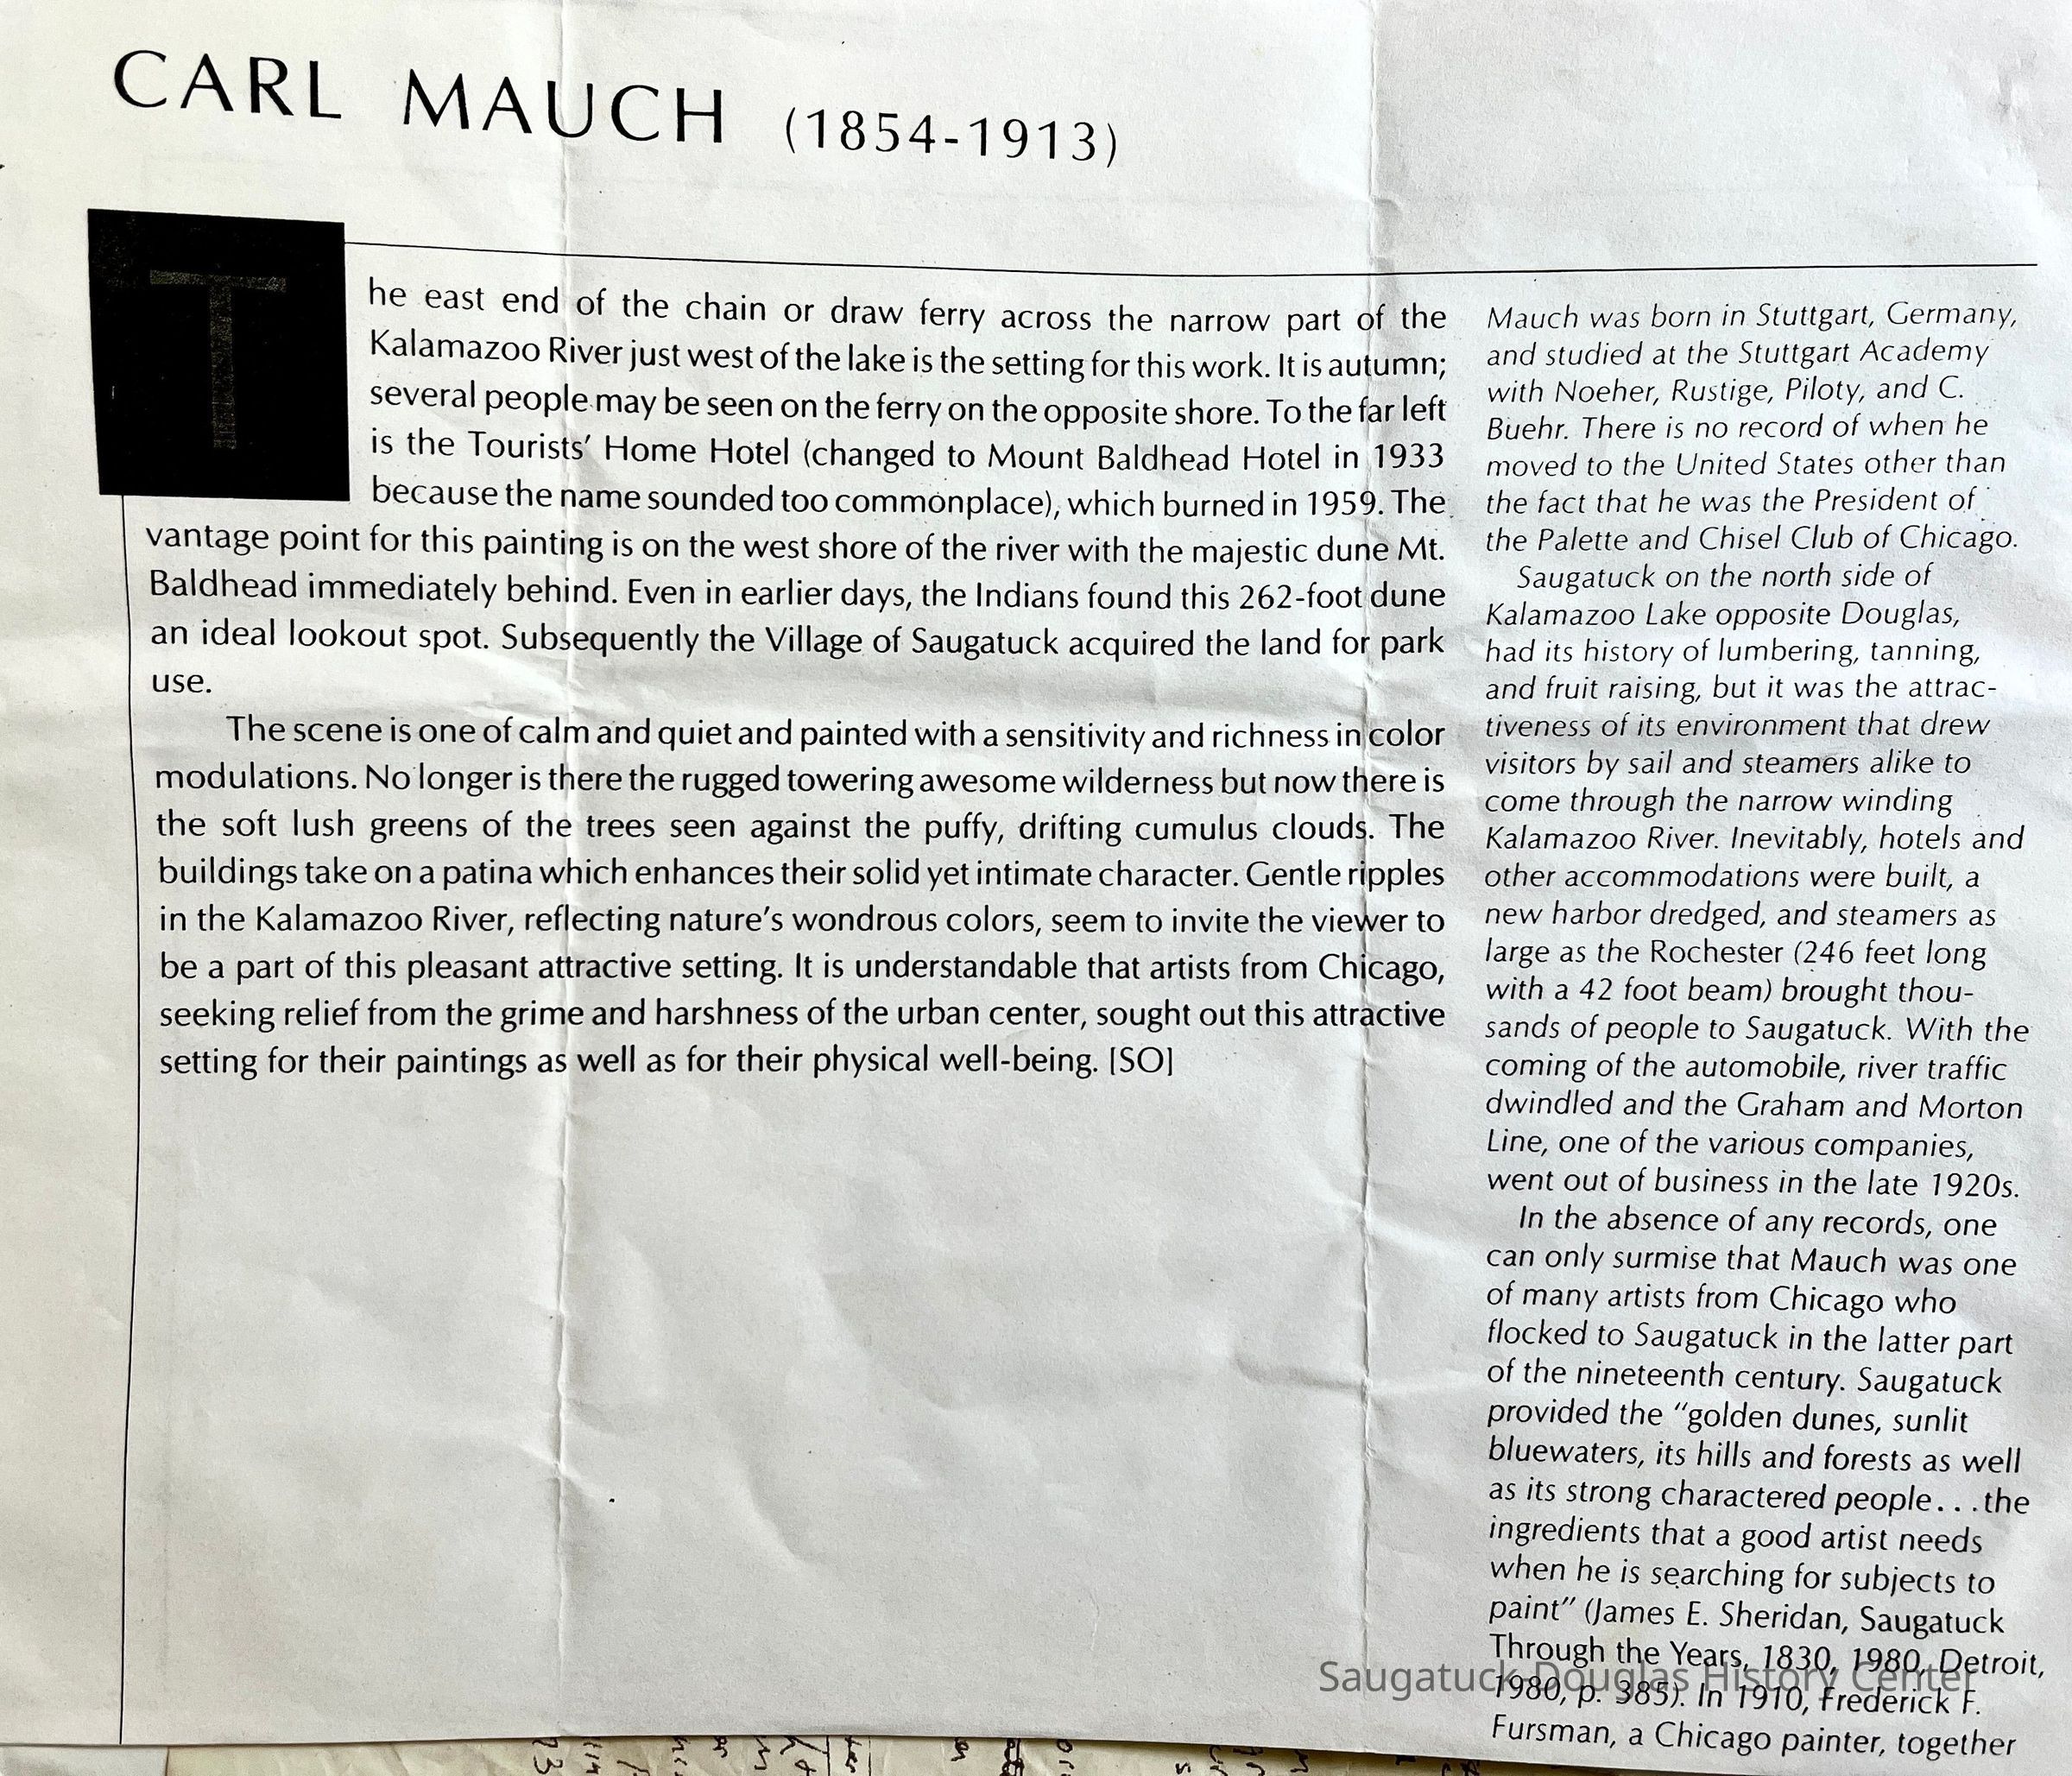 CARL MAUCH (1854-1913)
The east end of the chain or draw ferry across the narrow part of the
Kalamazoo River just west of the lake is the setting for this work. It is autumn;
several people may be seen on the ferry on the opposite shore. To the far left
is the Tourists' Home Hotel (changed to Mount Baldhead Hotel in 1933
because the name sounded too commonplace), which burned in 1959. The
vantage point for this painting is on the west shore of the river with the majestic dune Mt.
Baldhead immediately behind. Even in earlier days, the Indians found this 262-foot dune
an ideal lookout spot. Subsequently the Village of Saugatuck acquired the land for park
use.
The scene is one of calm and quiet and painted with a sensitivity and richness in color
modulations. No longer is there the rugged towering awesome wilderness but now there is
the soft lush greens of the trees seen against the puffy, drifting cumulus clouds. The
buildings take on a patina which enhances their solid yet intimate character. Gentle ripples
in the Kalamazoo River, reflecting nature's wondrous colors, seem to invite the viewer to
be a part of this pleasant attractive setting. It is understandable that artists from Chicago,
seeking relief from the grime and harshness of the urban center, sought out this attractive
setting for their paintings as well as for their physical well-being. [SO]
Mauch was born in Stuttgart, Germany,
and studied at the Stuttgart Academy
with Noeher, Rustige, Piloty, and C.
Buehr. There is no record of when he
moved to the United States other than
the fact that he was the President of
the Palette and Chisel Club of Chicago.
Saugatuck on the north side of
Kalamazoo Lake opposite Douglas,
had its history of lumbering, tanning,
and fruit raising, but it was the attrac-
tiveness of its environment that drew
visitors by sail and steamers alike to
come through the narrow winding
Kalamazoo River. Inevitably, hotels and
other accommodations were built, a
new harbor dredged, and steamers as
large as the Rochester (246 feet long
with a 42 foot beam) brought thou-
sands of people to Saugatuck. With the
coming of the automobile, river traffic
dwindled and the Graham and Morton
Line, one of the various companies,
went out of business in the late 1920s.
In the absence of any records, one
can only surmise that Mauch was one
of many artists from Chicago who
flocked to Saugatuck in the latter part
of the nineteenth century. Saugatuck
provided the "golden dunes, sunlit
bluewaters, its hills and forests as well
as its strong charactered people...the
ingredients that a good artist needs
when he is searching for subjects to
paint" (James E. Sheridan, Saugatuck
Through the Years, 1830, 1980, Detroit,
1980, p. 385). In 1910, Frederick F.
Fursman, a Chicago painter, together
Saugatuck-Douglas History Center